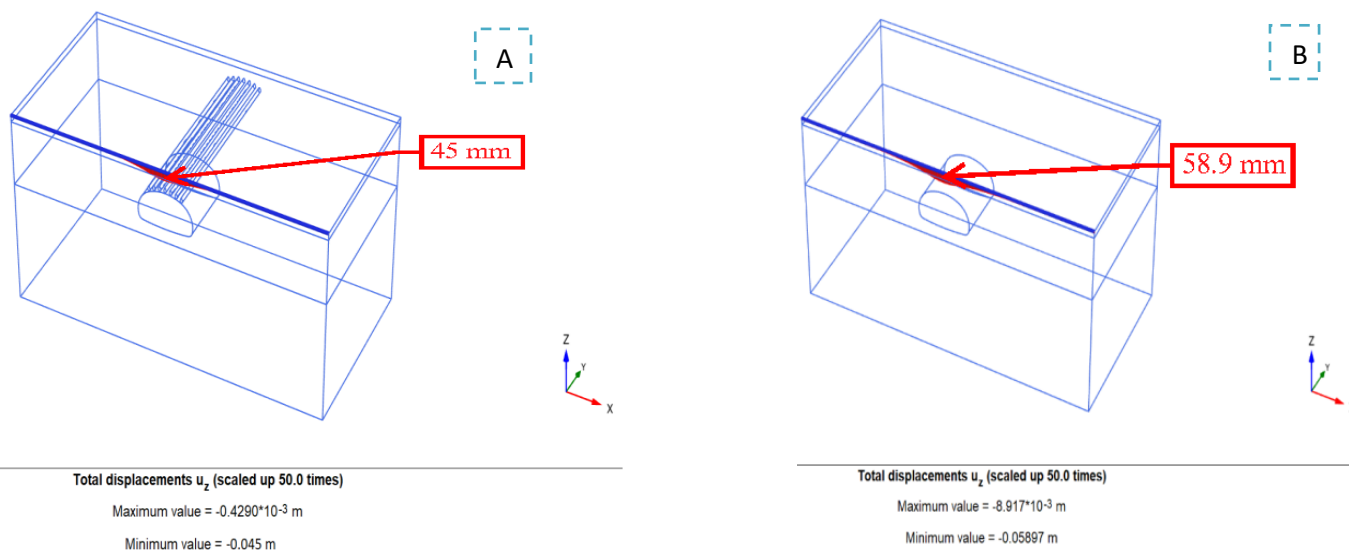 A
45 mm
Z
Y
X
Total displacements uz (scaled up 50.0 times)
Maximum value = -0.4290*10-3 m
Minimum value = -0.045 m
B
58.9 mm
Z
Y
Total displacements uz (scaled up 50.0 times)
Maximum value = -8.917*10-3 m
Minimum value = -0.05897 m